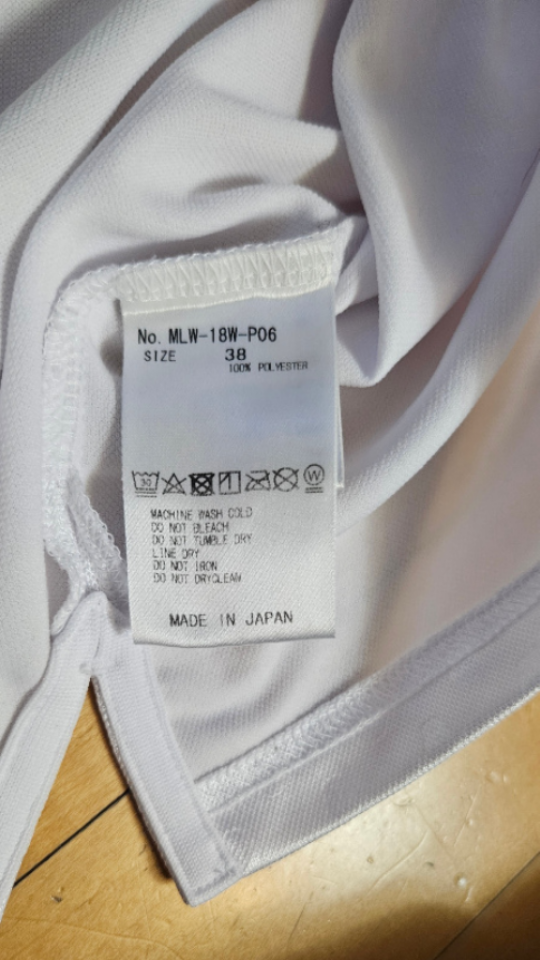 No. MLW-18W-P06
SIZE 38
100% POLYESTER
30 W
MACHINE WASH COLD
DO NOT BLEACH
DO NOT TUMBLE DRY
LINE DRY
DO NOT IRON
DO NOT DRYCLEAN
MADE IN JAPAN